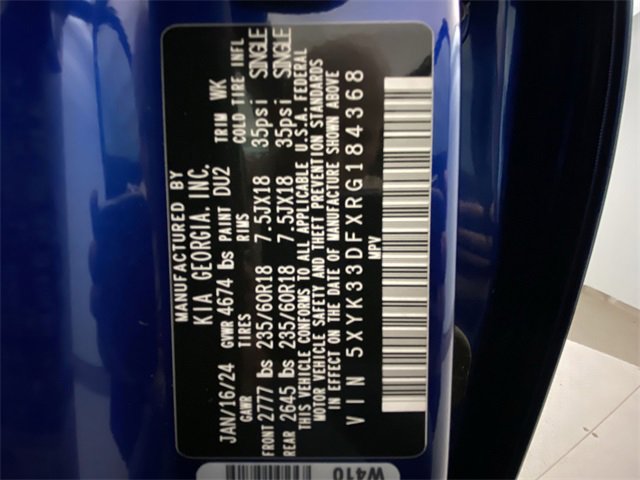 MANUFACTURED BY
KIA GEORGIA, INC.
JAN/16/24 GVWR 4674 lbs PAINT DU2 TRIM WK
GAWR TIRES RIMS COLD TIRE INFL
FRONT 2777 lbs 235/60R18 7.5JX18 35psi SINGLE
REAR 2645 lbs 235/60R18 7.5JX18 35psi SINGLE
THIS VEHICLE CONFORMS TO ALL APPLICABLE U.S.A. FEDERAL
MOTOR VEHICLE SAFETY AND THEFT PREVENTION STANDARDS
IN EFFECT ON THE DATE OF MANUFACTURE SHOWN ABOVE
VIN 5XYK33DFXRG184368
MPV
W410